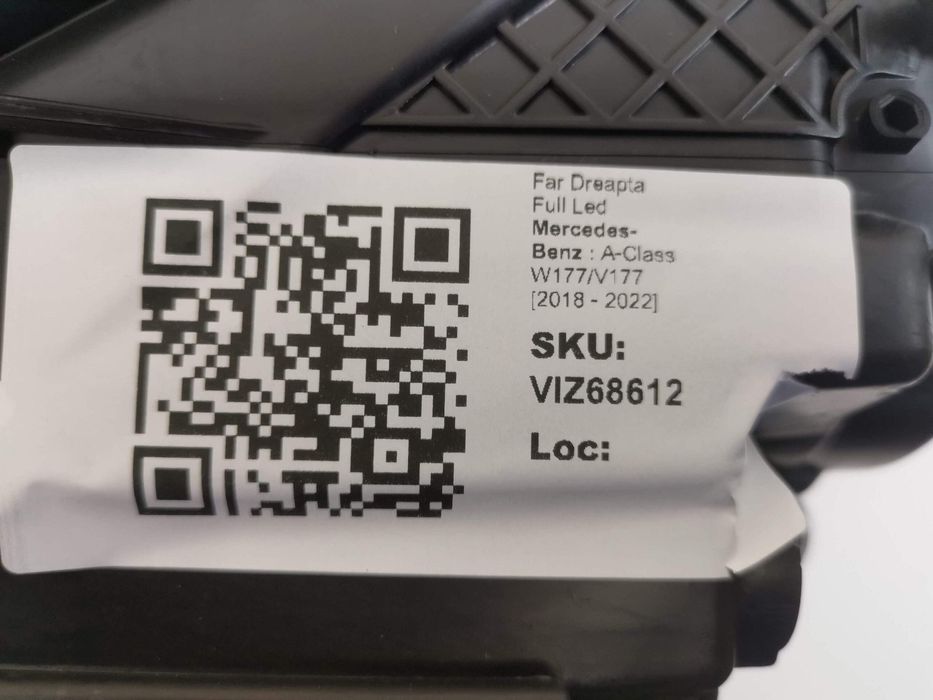 Far Dreapta
Full Led
Mercedes-
Benz : A-Class
W177/V177
[2018 - 2022]
SKU:
VIZ68612
Loc: